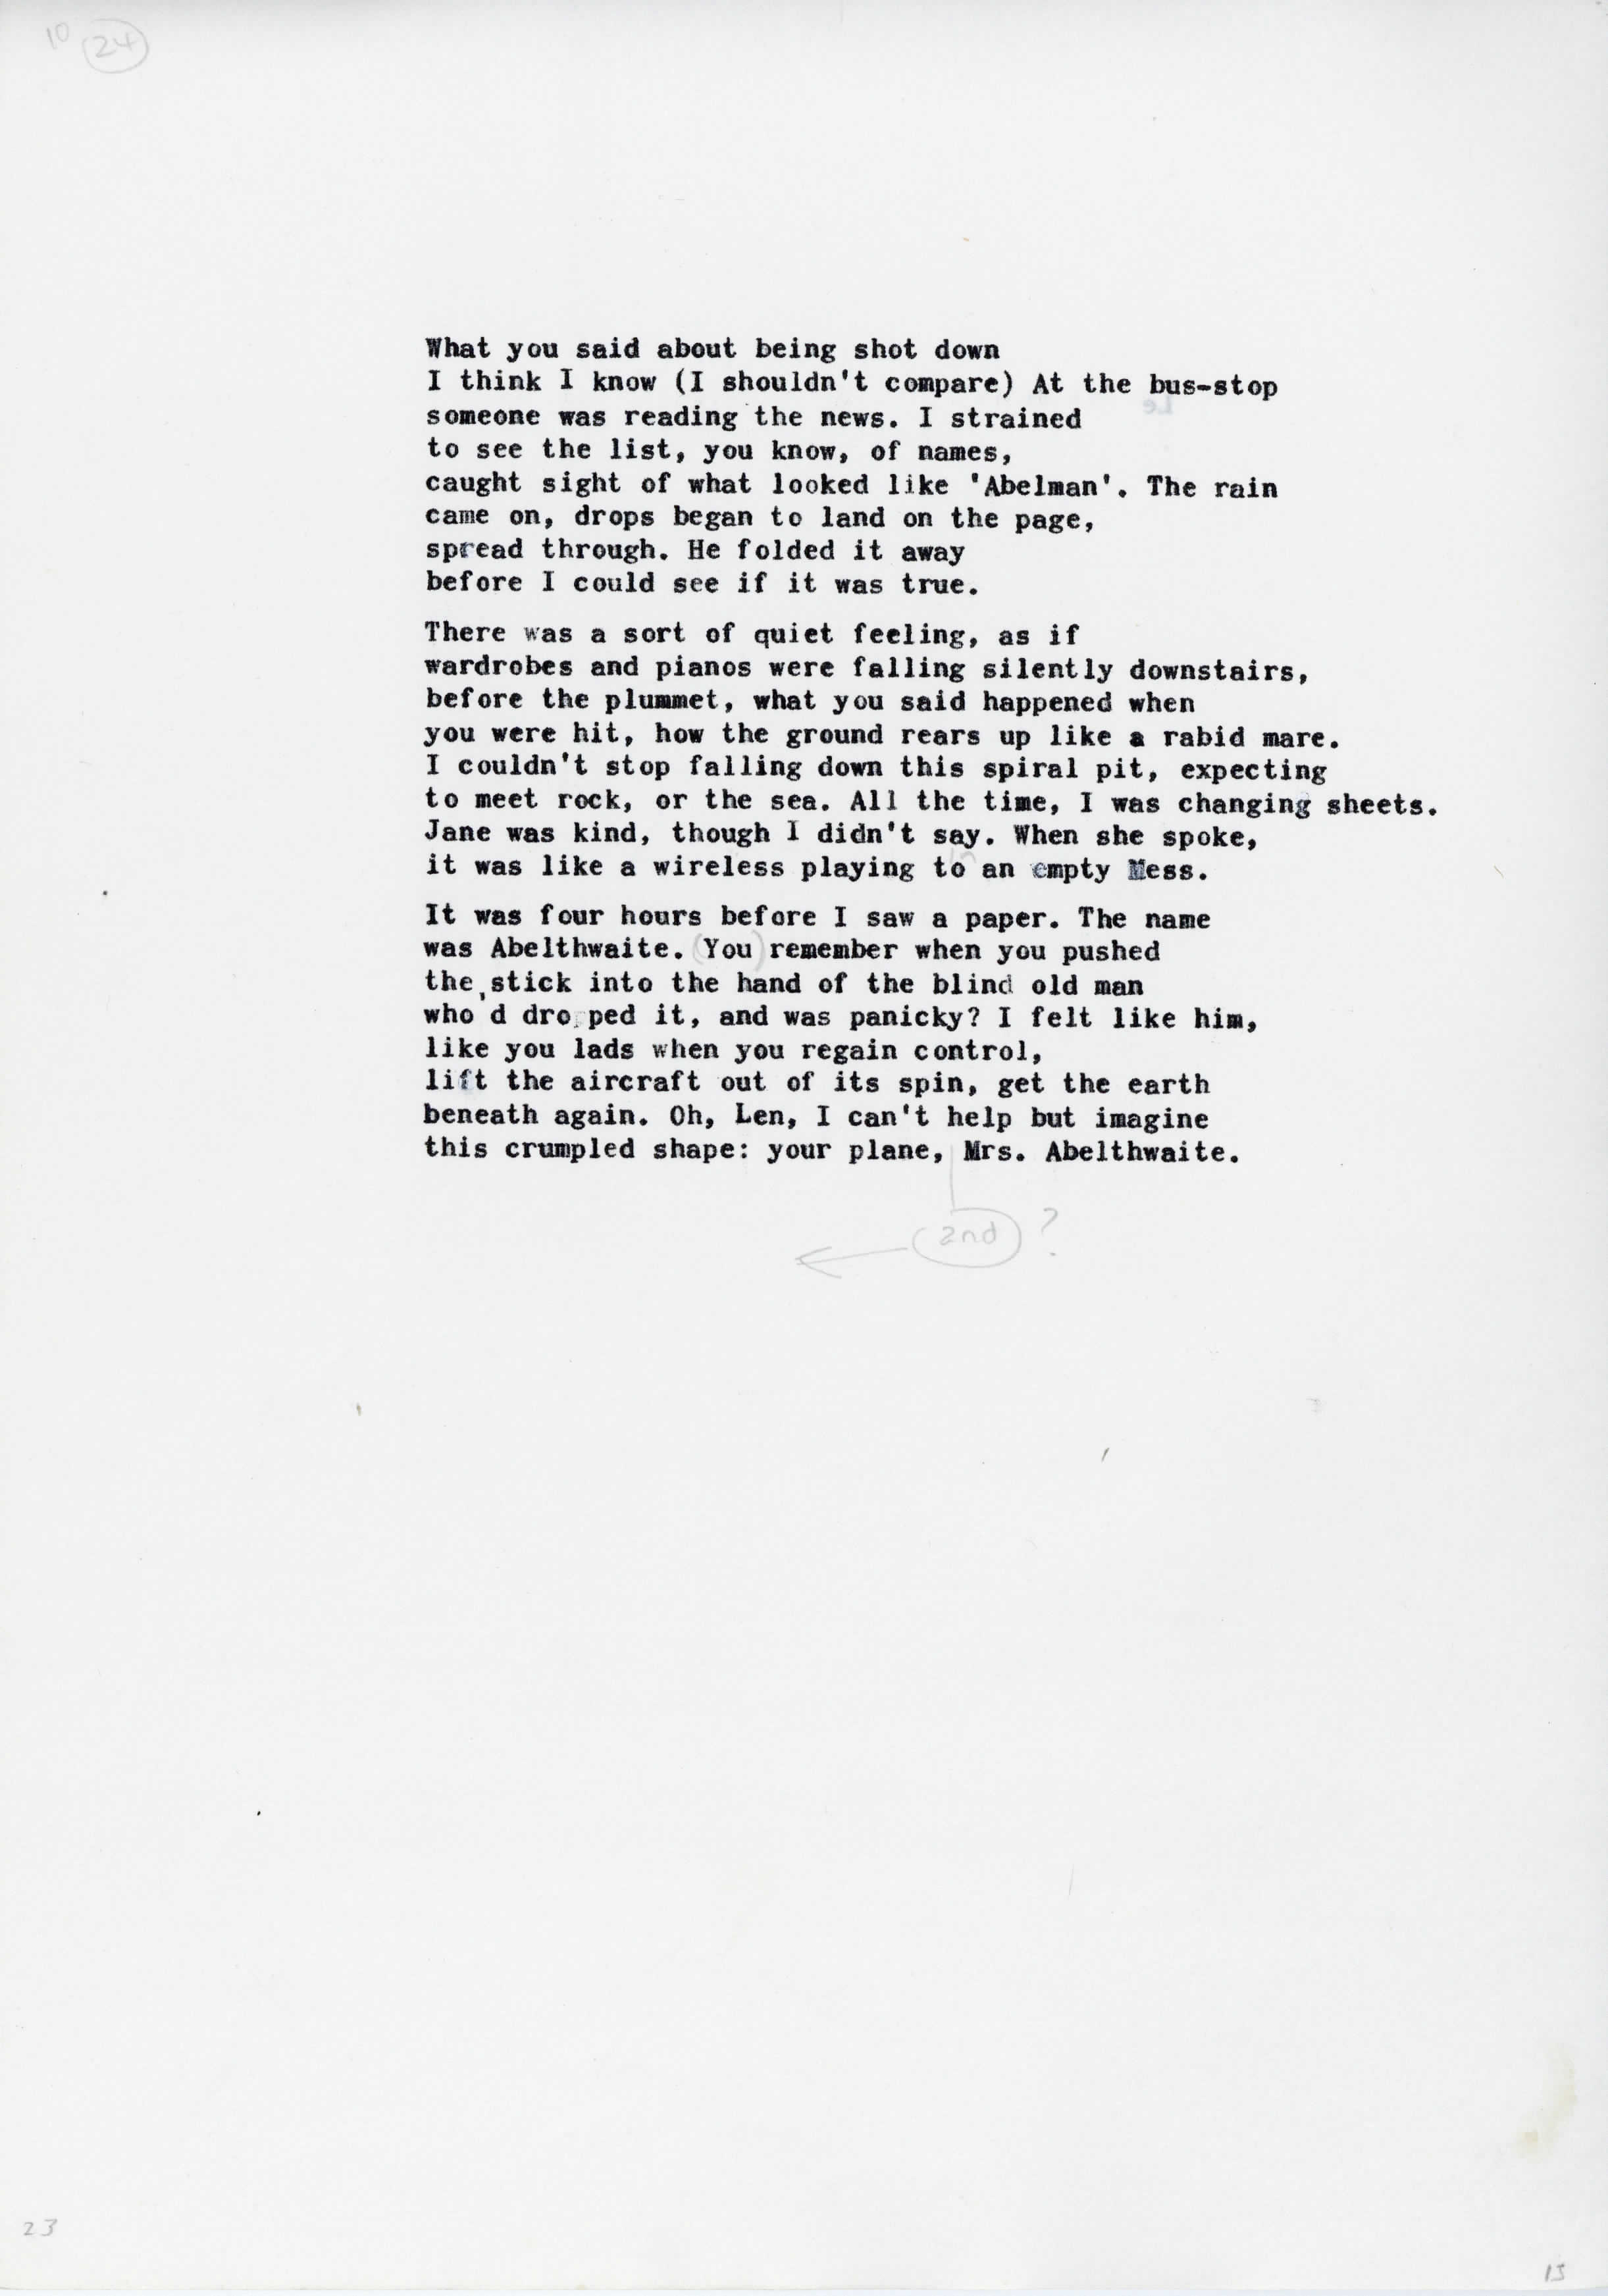 10 24
What you said about being shot down
I think I know (I shouldn't compare) At the bus-stop
someone was reading the news. I strained
to see the list, you know, of names,
caught sight of what looked like 'Abelman'. The rain
came on, drops began to land on the page,
spread through. He folded it away
before I could see if it was true.
There was a sort of quiet feeling, as if
wardrobes and pianos were falling silently downstairs,
before the plummet, what you said happened when
you were hit, how the ground rears up like a rabid mare.
I couldn't stop falling down this spiral pit, expecting
to meet rock, or the sea. All the time, I was changing sheets.
Jane was kind, though I didn't say. When she spoke,
it was like a wireless playing to an empty Mess.
It was four hours before I saw a paper. The name
was Abelthwaite. (You) remember when you pushed
the stick into the hand of the blind old man
who'd dropped it, and was panicky? I felt like him,
like you lads when you regain control,
lift the aircraft out of its spin, get the earth
beneath again. Oh, Len, I can't help but imagine
this crumpled shape: your plane, Mrs. Abelthwaite.
and ?
23
15